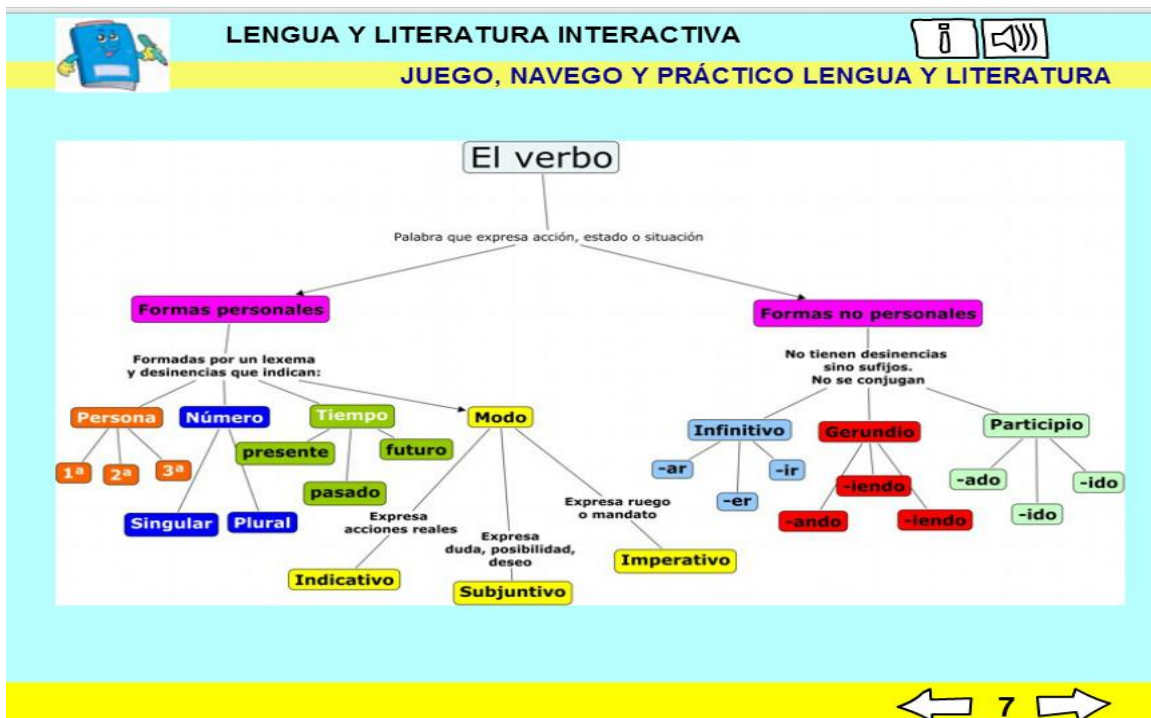 LENGUA Y LITERATURA INTERACTIVA
i
JUEGO, NAVEGO Y PRÁCTICO LENGUA Y LITERATURA
El verbo
Palabra que expresa acción, estado o situación
Formas personales
Formas no personales
Formadas por un lexema
y desinencias que indican:
No tienen desinencias
sino sufijos.
No se conjugan
Persona
Número
Tiempo
Modo
Infinitivo
Gerundio
Participio
1ª
2ª
3ª
Singular
Plural
presente
pasado
futuro
Expresa
acciones reales
Indicativo
Expresa
duda, posibilidad,
deseo
Subjuntivo
Expresa ruego
o mandato
Imperativo
-ar
-er
-ir
-ando
-iendo
-iendo
-ado
-ido
-ido
7